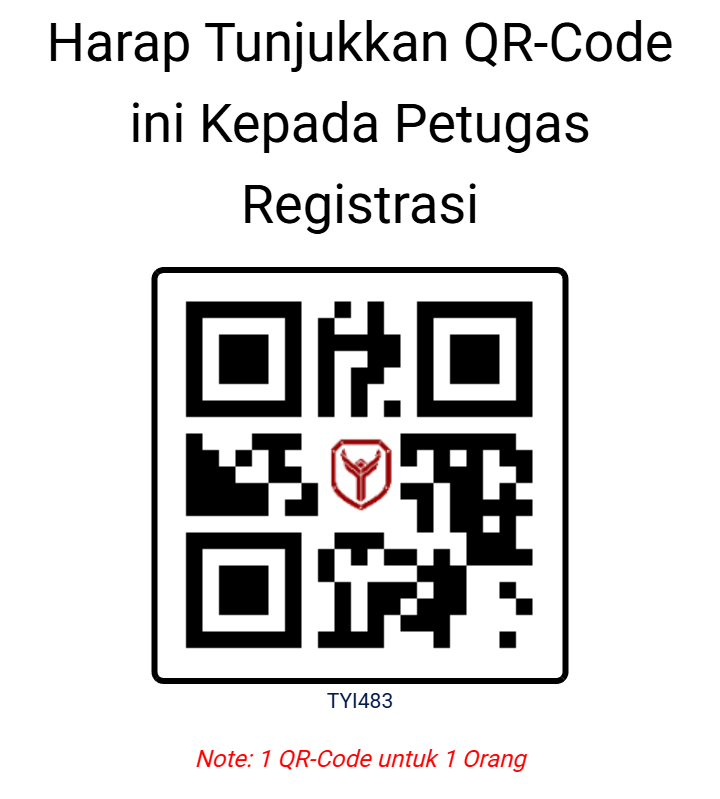 Harap Tunjukkan QR-Code
ini Kepada Petugas
Registrasi
TYI483
Note: 1 QR-Code untuk 1 Orang